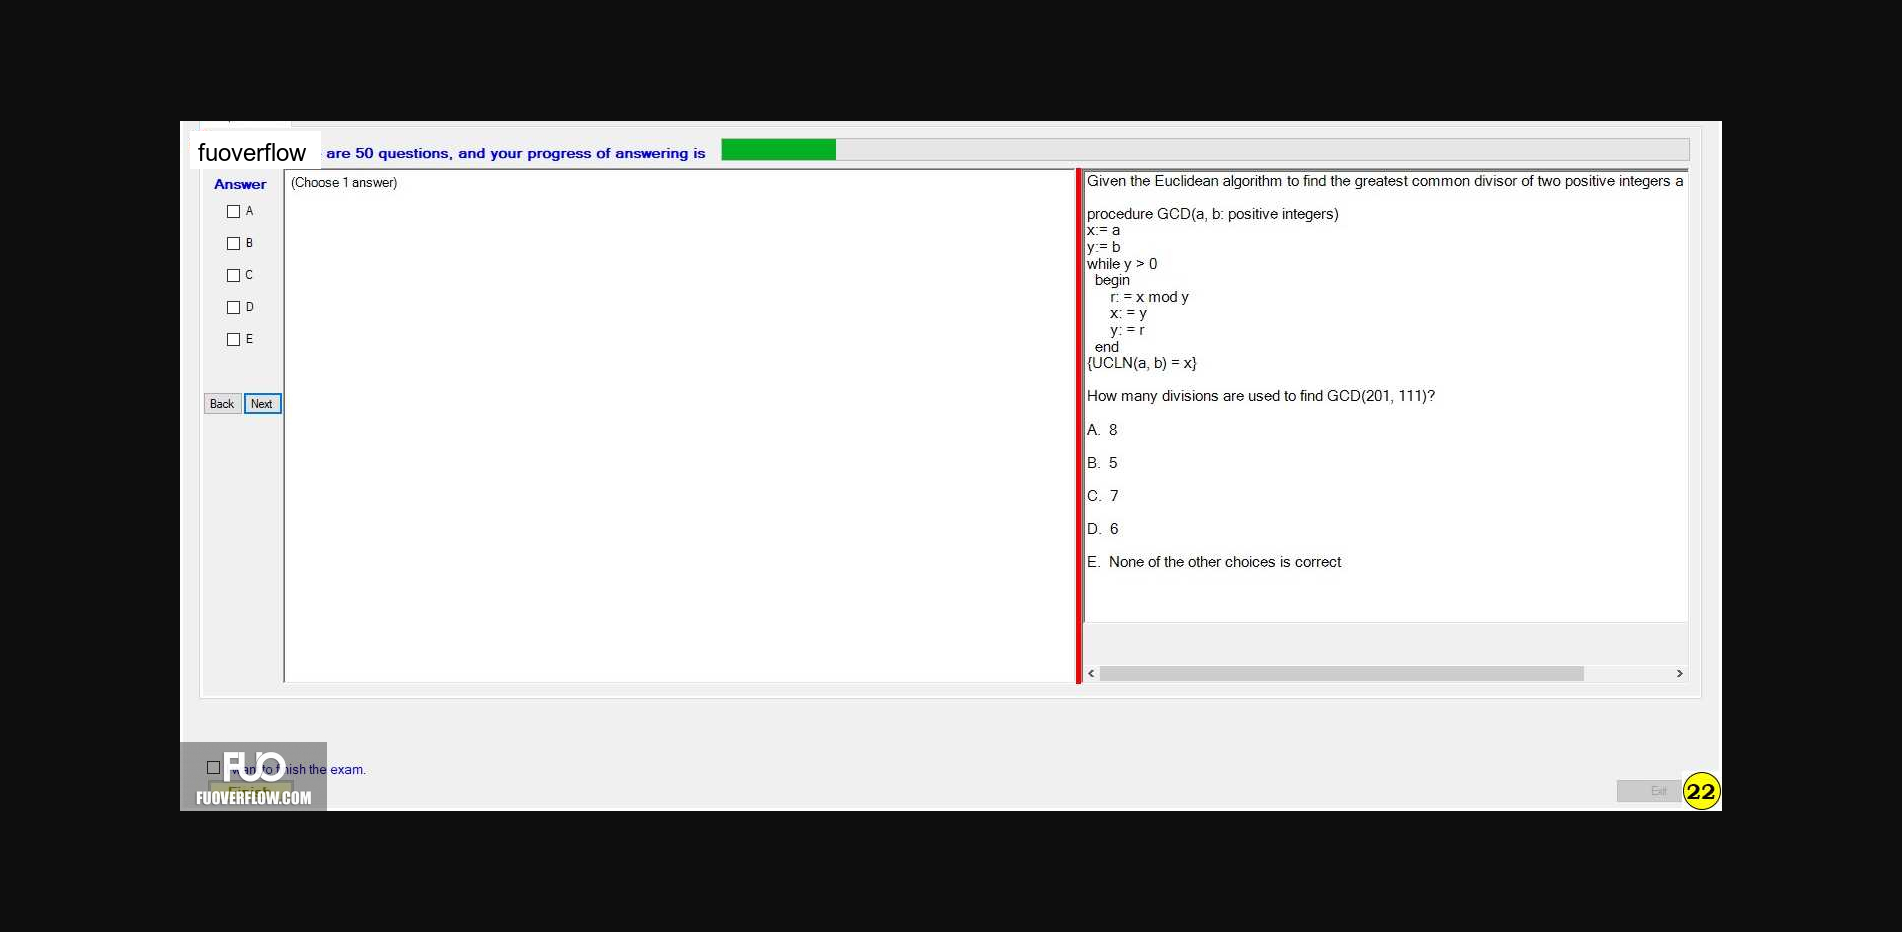 fuoverflow are 50 questions, and your progress of answering is
Answer
(Choose 1 answer)
A
B
C
D
E
Back Next
Given the Euclidean algorithm to find the greatest common divisor of two positive integers a
procedure GCD(a, b: positive integers)
x:= a
y:= b
while y > 0
begin
r: = x mod y
x: = y
y: = r
end
{UCLN(a, b) = x}
How many divisions are used to find GCD(201, 111)?
A. 8
B. 5
C. 7
D. 6
E. None of the other choices is correct
FUO
want to finish the exam.
Finish
FUOVERFLOW.COM
Exit
22